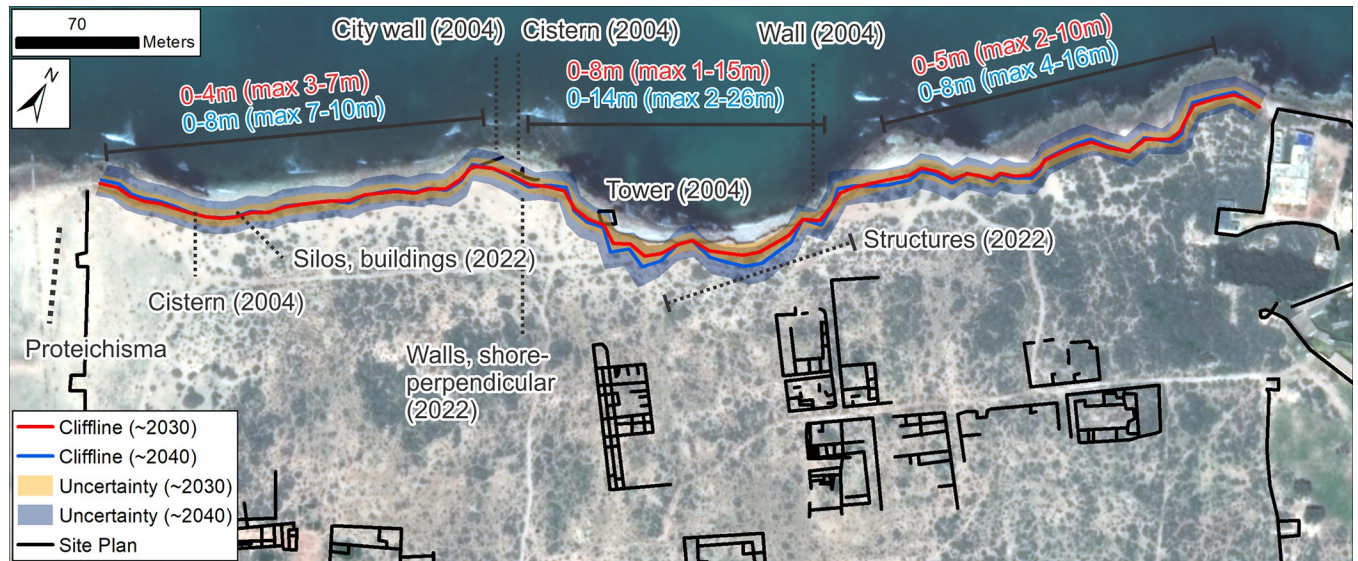 70
Meters
N
City wall (2004)
Cistern (2004)
Wall (2004)
0-4m (max 3-7m)
0-8m (max 7-10m)
0-8m (max 1-15m)
0-14m (max 2-26m)
0-5m (max 2-10m)
0-8m (max 4-16m)
Tower (2004)
Structures (2022)
Silos, buildings (2022)
Cistern (2004)
Proteichisma
Walls, shore-
perpendicular
(2022)
Cliffline (~2030)
Cliffline (~2040)
Uncertainty (~2030)
Uncertainty (~2040)
Site Plan